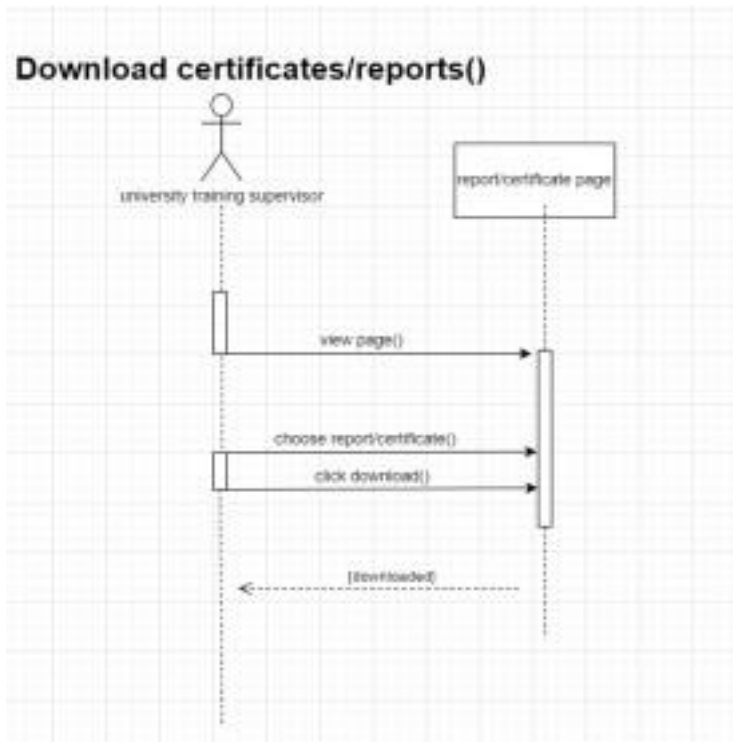 Download certificates/reports()
university training supervisor
report/certificate page
view page()
choose report/certificate()
click download()
(downloaded)